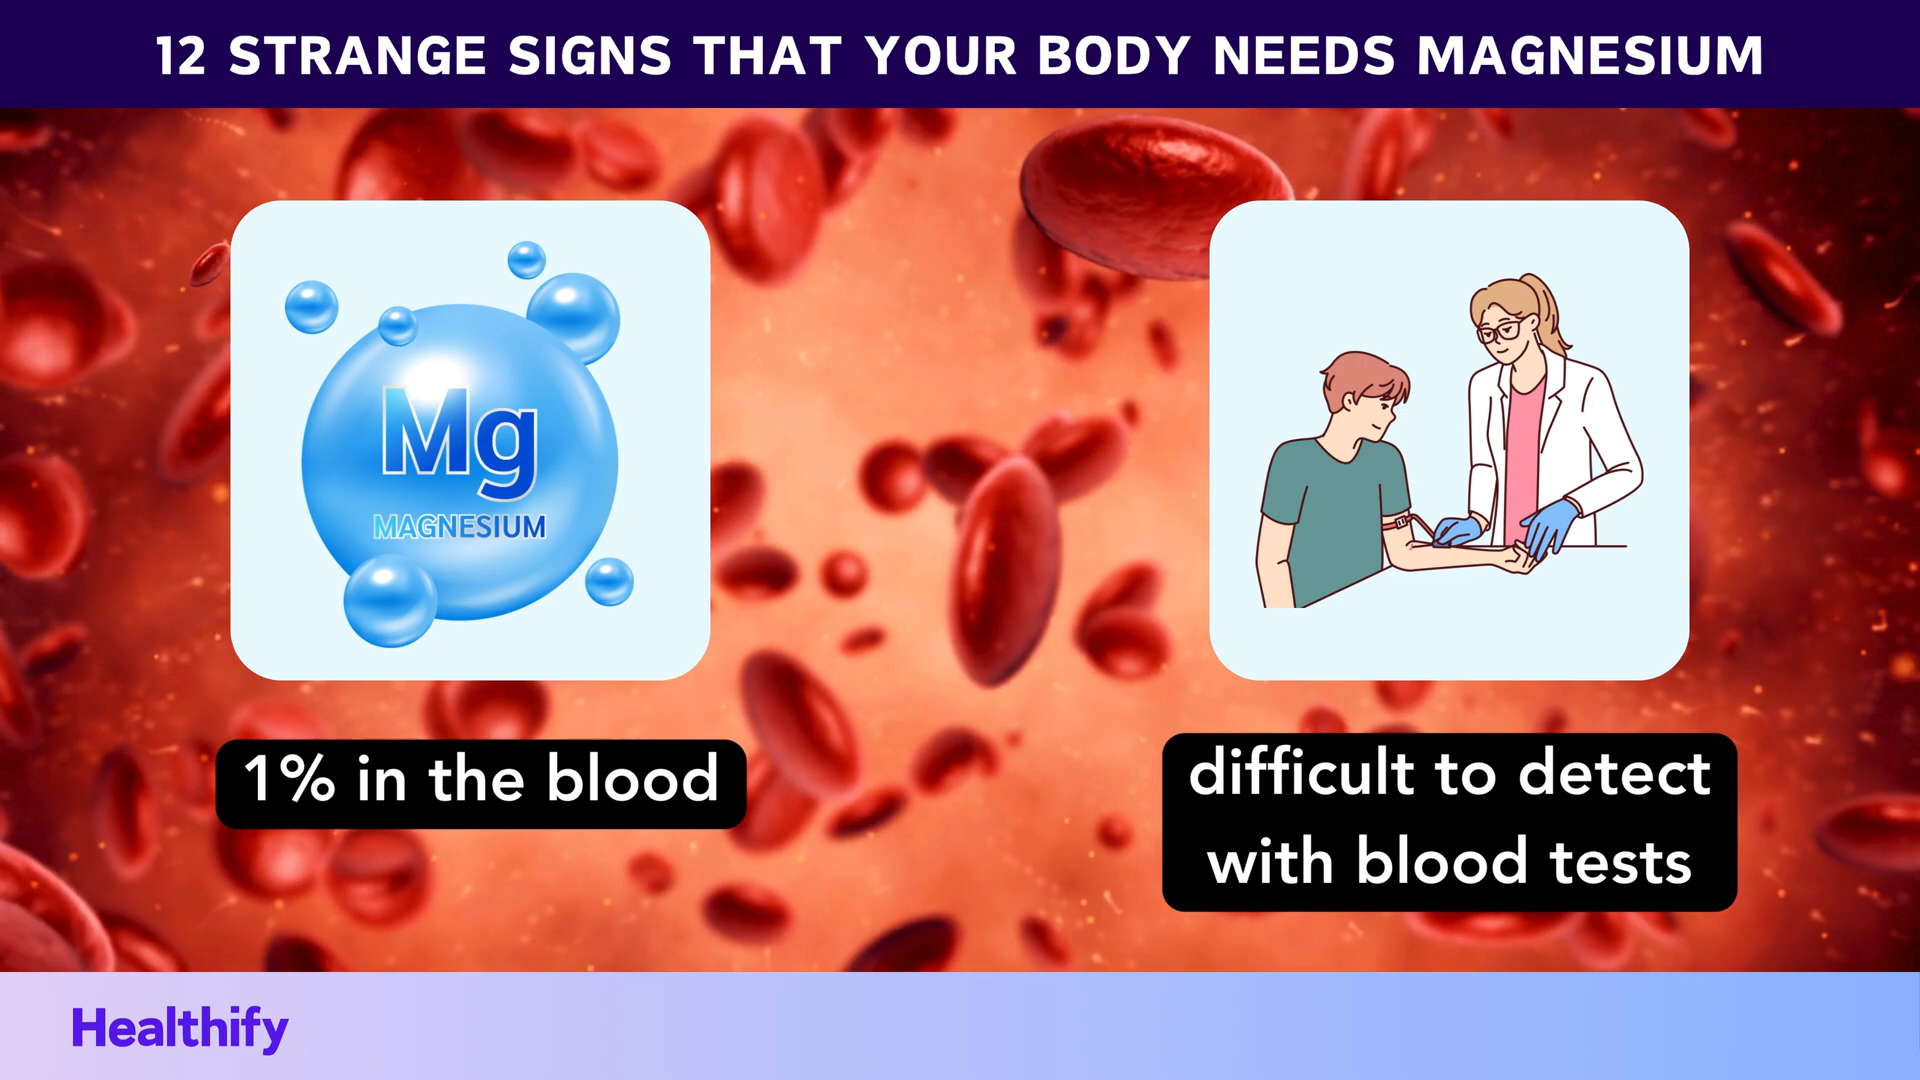 12 STRANGE SIGNS THAT YOUR BODY NEEDS MAGNESIUM
Mg
MAGNESIUM
1% in the blood
difficult to detect
with blood tests
Healthify